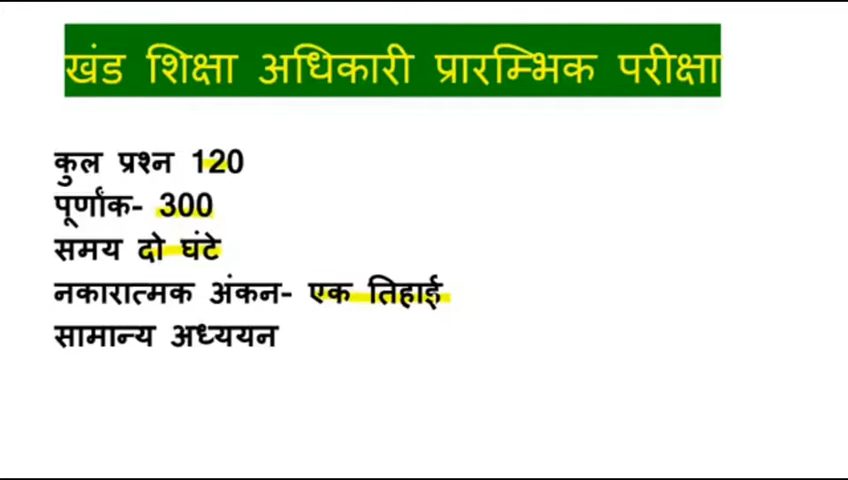 खंड शिक्षा अधिकारी प्रारम्भिक परीक्षा
कुल प्रश्न 120
पूर्णांक- 300
समय दो घंटे
नकारात्मक अंकन- एक तिहाई
सामान्य अध्ययन